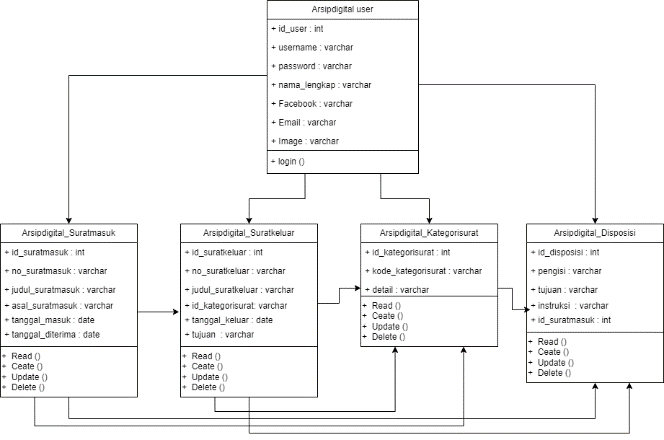 Arsipdigital user
+ id_user : int
+ username : varchar
+ password : varchar
+ nama_lengkap : varchar
+ Facebook : varchar
+ Email : varchar
+ Image : varchar
+ login ()
Arsipdigital_Suratmasuk
+ id_suratmasuk : int
+ no_suratmasuk : varchar
+ judul_suratmasuk : varchar
+ asal_suratmasuk : varchar
+ tanggal_masuk : date
+ tanggal_diterima : date
+ Read ()
+ Ceate ()
+ Update ()
+ Delete ()
Arsipdigital_Suratkeluar
+ id_suratkeluar : int
+ no_suratkeluar : varchar
+ judul_suratkeluar : varchar
+ id_kategorisurat: varchar
+ tanggal_keluar : date
+ tujuan : varchar
+ Read ()
+ Ceate ()
+ Update ()
+ Delete ()
Arsipdigital_Kategorisurat
+ id_kategorisurat : int
+ kode_kategorisurat : varchar
+ detail : varchar
+ Read ()
+ Ceate ()
+ Update ()
+ Delete ()
Arsipdigital_Disposisi
+ id_disposisi : int
+ pengisi : varchar
+ tujuan : varchar
+ instruksi : varchar
+ id_suratmasuk : int
+ Read ()
+ Ceate ()
+ Update ()
+ Delete ()